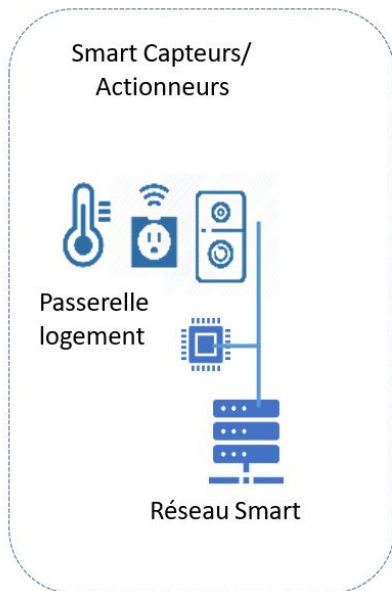 Smart Capteurs/
Actionneurs
Passerelle
logement
Réseau Smart